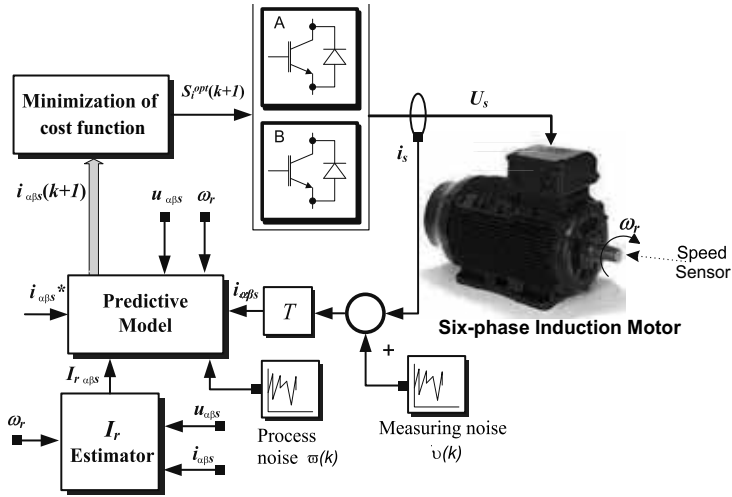 A
B
Minimization of
cost function
S_i^opt(k+1)
U_s
i_s
i_αβs(k+1)
u_αβs
ω_r
ω_r
Speed
Sensor
i_αβs*
Predictive
Model
i_αβs
T
Six-phase Induction Motor
+
I_r αβs
ω_r
I_r
Estimator
u_αβs
i_αβs
Process
noise ϖ(k)
Measuring noise
υ(k)